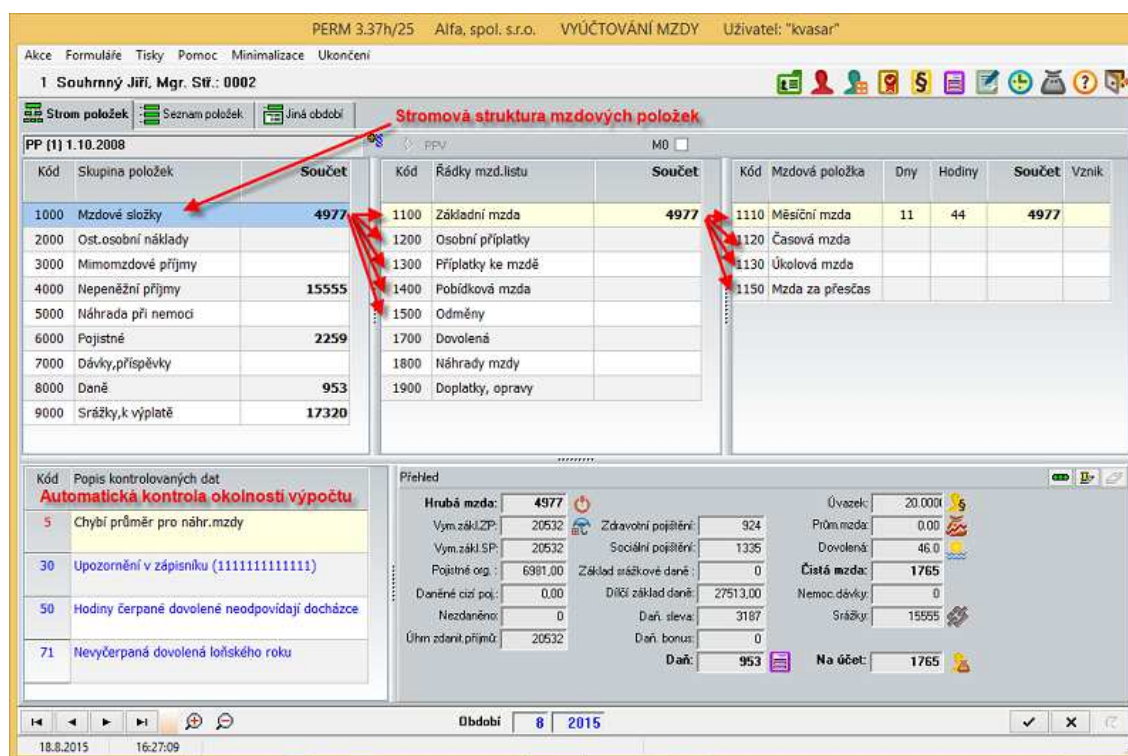 PERM 3.37h/25 Alfa, spol. s.r.o. VYÚČTOVÁNÍ MZDY Uživatel: "kvasar"
Akce Formuláře Tisky Pomoc Minimalizace Ukončení
1 Souhrnný Jiří, Mgr. Stř.: 0002
Strom položek Seznam položek Jiná období
Stromová struktura mzdových položek
PP (1) 1.10.2008 PPV M0
Kód Skupina položek Součet Kód Řádky mzd.listu Součet Kód Mzdová položka Dny Hodiny Součet Vznik
1000 Mzdové složky 4977 1100 Základní mzda 4977 1110 Měsíční mzda 11 44 4977
2000 Ost.osobní náklady 1200 Osobní příplatky 1120 Časová mzda
3000 Mimomzdové příjmy 1300 Příplatky ke mzdě 1130 Úkolová mzda
4000 Nepeněžní příjmy 15555 1400 Pobídková mzda 1150 Mzda za přesčas
5000 Náhrada při nemoci 1500 Odměny
6000 Pojistné 2259 1700 Dovolená
7000 Dávky,příspěvky 1800 Náhrady mzdy
8000 Daně 953 1900 Doplatky, opravy
9000 Srážky,k výplatě 17320
Kód Popis kontrolovaných dat
Automatická kontrola okolností výpočtu
5 Chybí průměr pro náhr.mzdy
30 Upozornění v zápisníku (1111111111111)
50 Hodiny čerpané dovolené neodpovídají docházce
71 Nevyčerpaná dovolená loňského roku
Přehled
Hrubá mzda: 4977 Úvazek: 20.000
Vym.zákl.ZP: 20532 Zdravotní pojištění: 924 Prům.mzda: 0.00
Vym.zákl.SP: 20532 Sociální pojištění: 1335 Dovolená: 46.0
Pojistné org. : 6981,00 Základ srážkové daně : 0 Čistá mzda: 1765
Daněné cizí poj.: 0,00 Dílčí základ daně: 27513,00 Nemoc.dávky: 0
Nezdaněno: 0 Daň. sleva: 3187 Srážky: 15555
Úhrn zdanit.příjmů: 20532 Daň. bonus: 0
Daň: 953 Na účet: 1765
Období 8 2015
18.8.2015 16:27:09